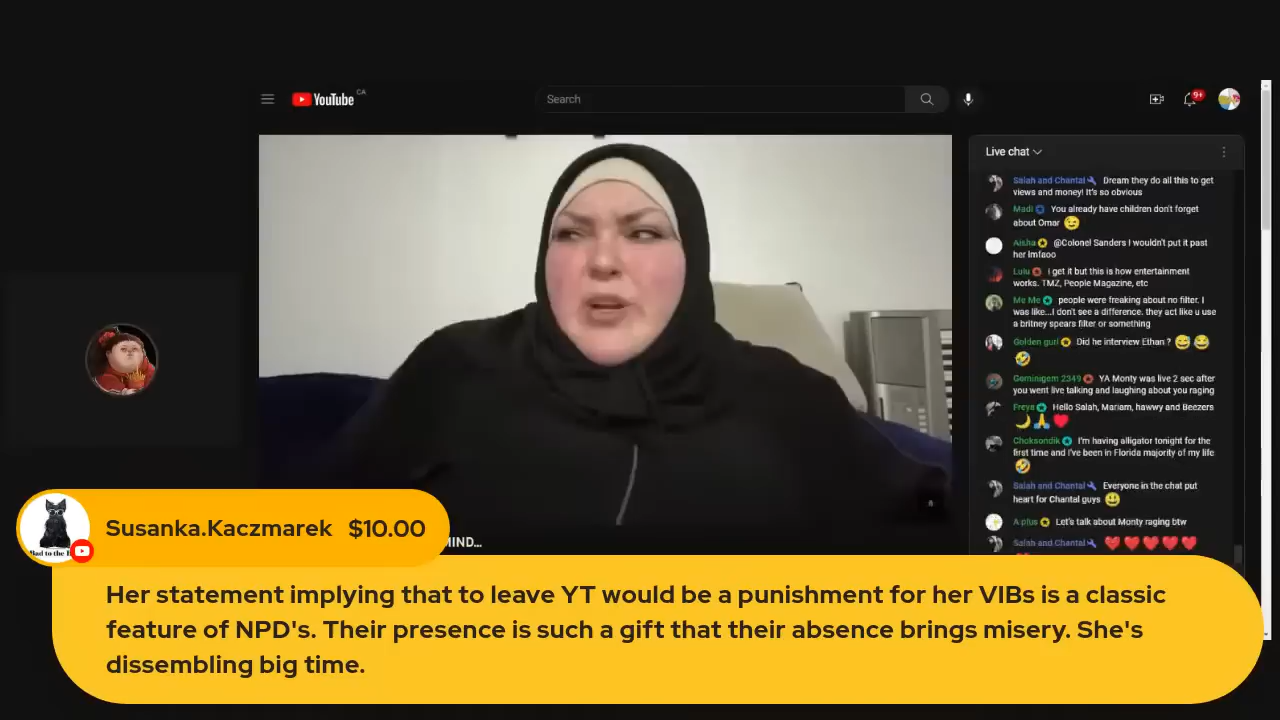 YouTube CA
Search
9+
Live chat
Salah and Chantal Dream they do all this to get
views and money! It's so obvious
Madi You already have children don't forget
about Omar 😉
Aisha @Colonel Sanders I wouldn't put it past
her lmfaoo
Lulu I get it but this is how entertainment
works. TMZ, People Magazine, etc
Me Me people were freaking about no filter. I
was like...I don't see a difference. they act like u use
a britney spears filter or something
Golden gurl Did he interview Ethan ? 😅 😂
🤣
Geminigem 2349 YA Monty was live 2 sec after
you went live talking and laughing about you raging
Freya Hello Salah, Mariam, hawwy and Beezers
🌙🙏❤️
Choksondik I'm having alligator tonight for the
first time and I've been in Florida majority of my life
🤣
Salah and Chantal Everyone in the chat put
heart for Chantal guys 😃
A plus Let's talk about Monty raging btw
Salah and Chantal ❤️❤️❤️❤️❤️
Susanka.Kaczmarek $10.00
MIND...
Her statement implying that to leave YT would be a punishment for her VIBs is a classic
feature of NPD's. Their presence is such a gift that their absence brings misery. She's
dissembling big time.